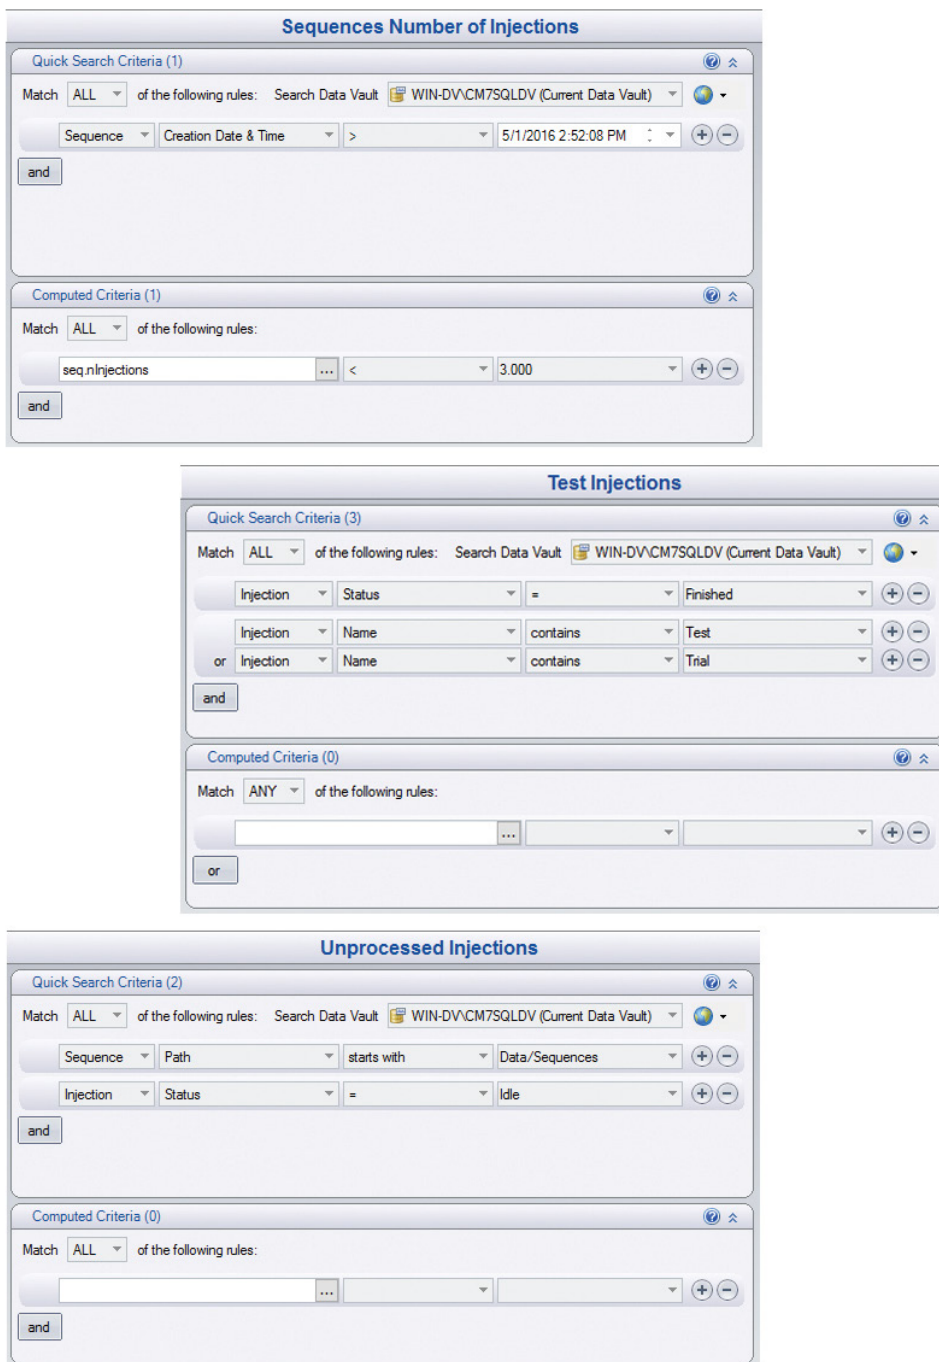 Sequences Number of Injections
Quick Search Criteria (1)
Match ALL of the following rules: Search Data Vault WIN-DV\CM7SQLDV (Current Data Vault)
Sequence Creation Date & Time > 5/1/2016 2:52:08 PM
and
Computed Criteria (1)
Match ALL of the following rules:
seq.nInjections ... < 3.000
and
Test Injections
Quick Search Criteria (3)
Match ALL of the following rules: Search Data Vault WIN-DV\CM7SQLDV (Current Data Vault)
Injection Status = Finished
Injection Name contains Test
or Injection Name contains Trial
and
Computed Criteria (0)
Match ANY of the following rules:
...
or
Unprocessed Injections
Quick Search Criteria (2)
Match ALL of the following rules: Search Data Vault WIN-DV\CM7SQLDV (Current Data Vault)
Sequence Path starts with Data/Sequences
Injection Status = Idle
and
Computed Criteria (0)
Match ALL of the following rules:
...
and